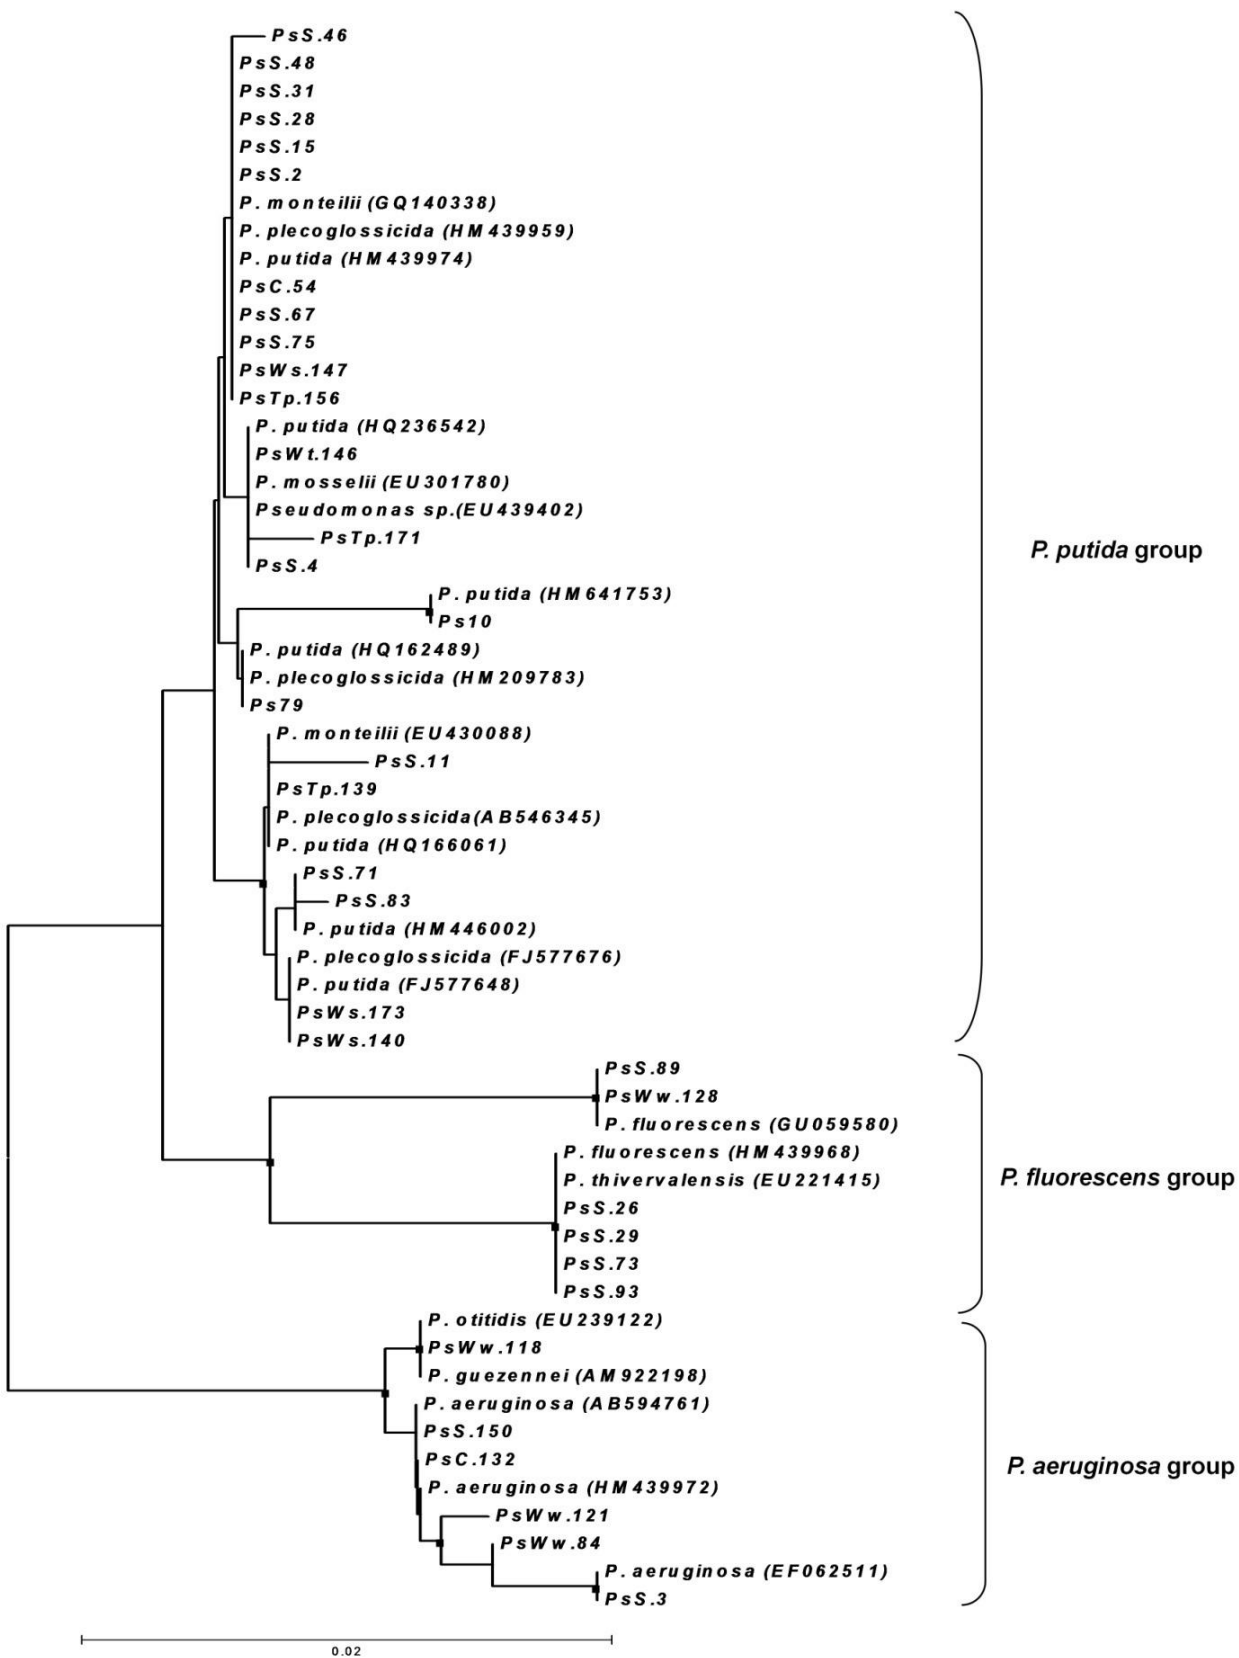 PsS.46
PsS.48
PsS.31
PsS.28
PsS.15
PsS.2
P. monteilii (GQ140338)
P. plecoglossicida (HM439959)
P. putida (HM439974)
PsC.54
PsS.67
PsS.75
PsWs.147
PsTp.156
P. putida (HQ236542)
PsWt.146
P. mosselii (EU301780)
Pseudomonas sp.(EU439402)
PsTp.171
PsS.4
P. putida group
P. putida (HM641753)
Ps10
P. putida (HQ162489)
P. plecoglossicida (HM209783)
Ps79
P. monteilii (EU430088)
PsS.11
PsTp.139
P. plecoglossicida(AB546345)
P. putida (HQ166061)
PsS.71
PsS.83
P. putida (HM446002)
P. plecoglossicida (FJ577676)
P. putida (FJ577648)
PsWs.173
PsWs.140
PsS.89
PsWw.128
P. fluorescens (GU059580)
P. fluorescens (HM439968)
P. thivervalensis (EU221415)
P. fluorescens group
PsS.26
PsS.29
PsS.73
PsS.93
P. otitidis (EU239122)
PsWw.118
P. guezennei (AM922198)
P. aeruginosa (AB594761)
PsS.150
PsC.132
P. aeruginosa group
P. aeruginosa (HM439972)
PsWw.121
PsWw.84
P. aeruginosa (EF062511)
PsS.3
0.02